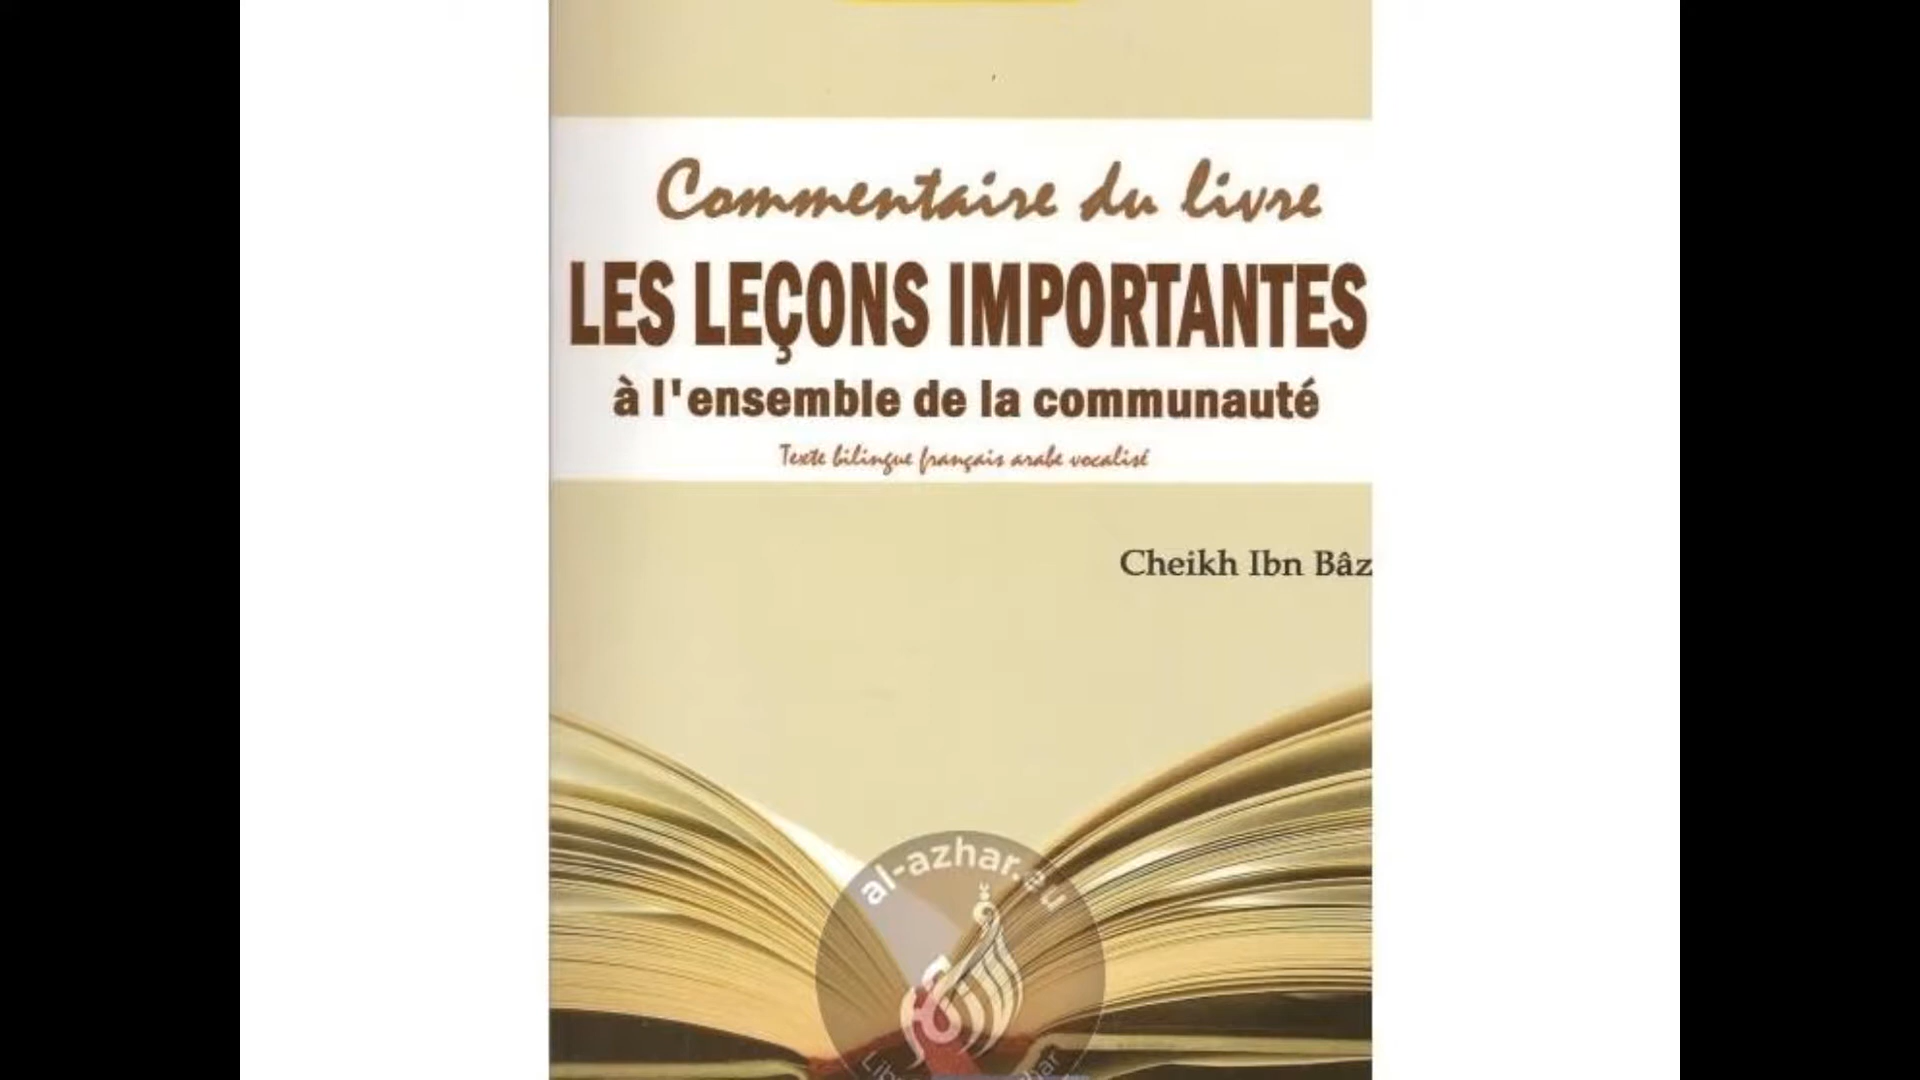 Commentaire du livre
LES LEÇONS IMPORTANTES
à l'ensemble de la communauté
Texte bilingue français arabe vocalisé
Cheikh Ibn Bâz
al-azhar.eu